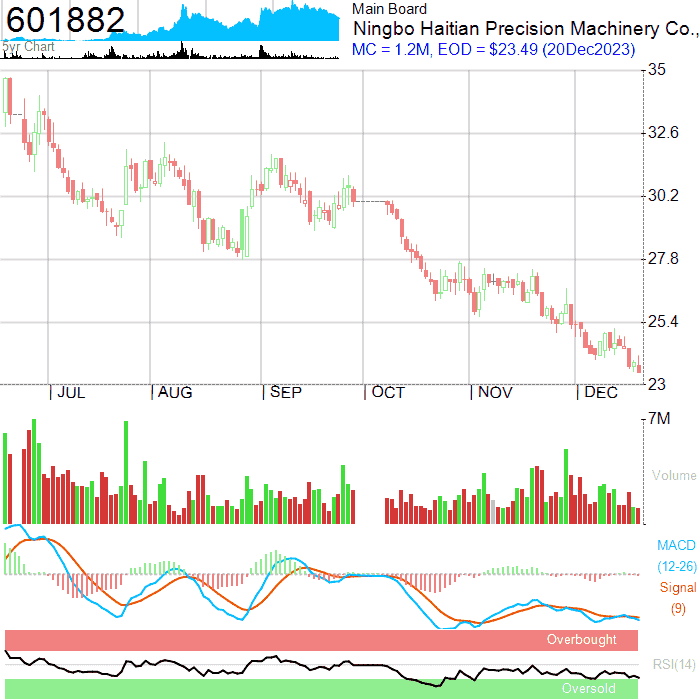 601882
5yr Chart
Main Board
Ningbo Haitian Precision Machinery Co.,
MC = 1.2M, EOD = $23.49 (20Dec2023)
35
32.6
30.2
27.8
25.4
23
JUL AUG SEP OCT NOV DEC
7M
Volume
MACD
(12-26)
Signal
(9)
Overbought
RSI(14)
Oversold